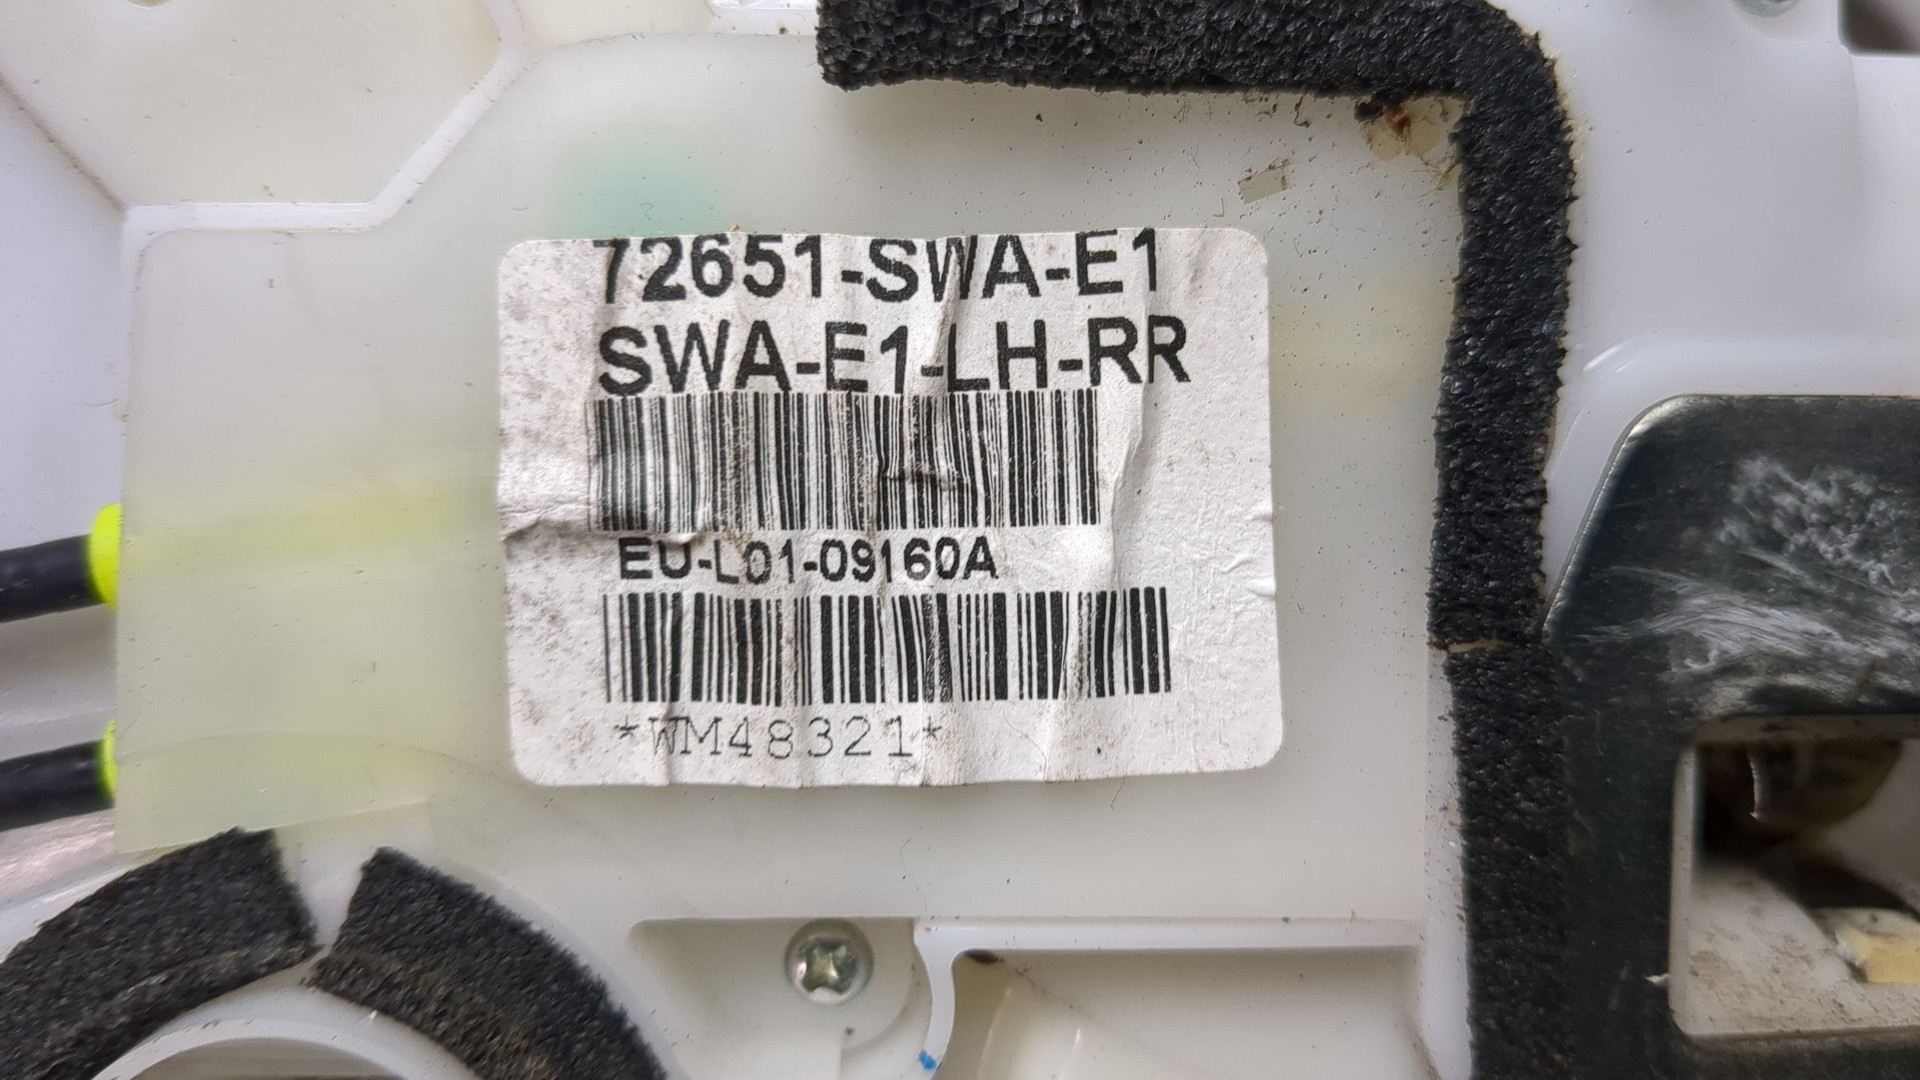 72651-SWA-E1
SWA-E1-LH-RR
EU-L01-09160A
*WM48321*